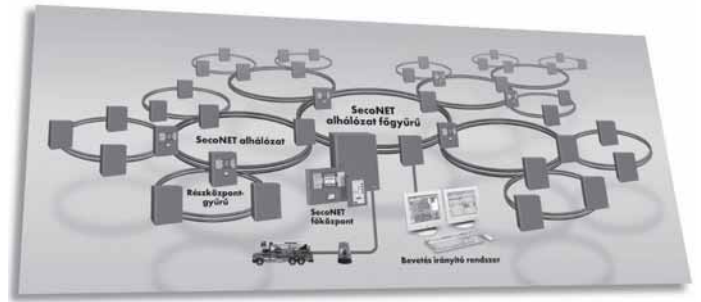 SecoNET
alhálózat főgyűrű
SecoNET alhálózat
Részközpont-
gyűrű
SecoNET
főközpont
Bevetés irányító rendszer